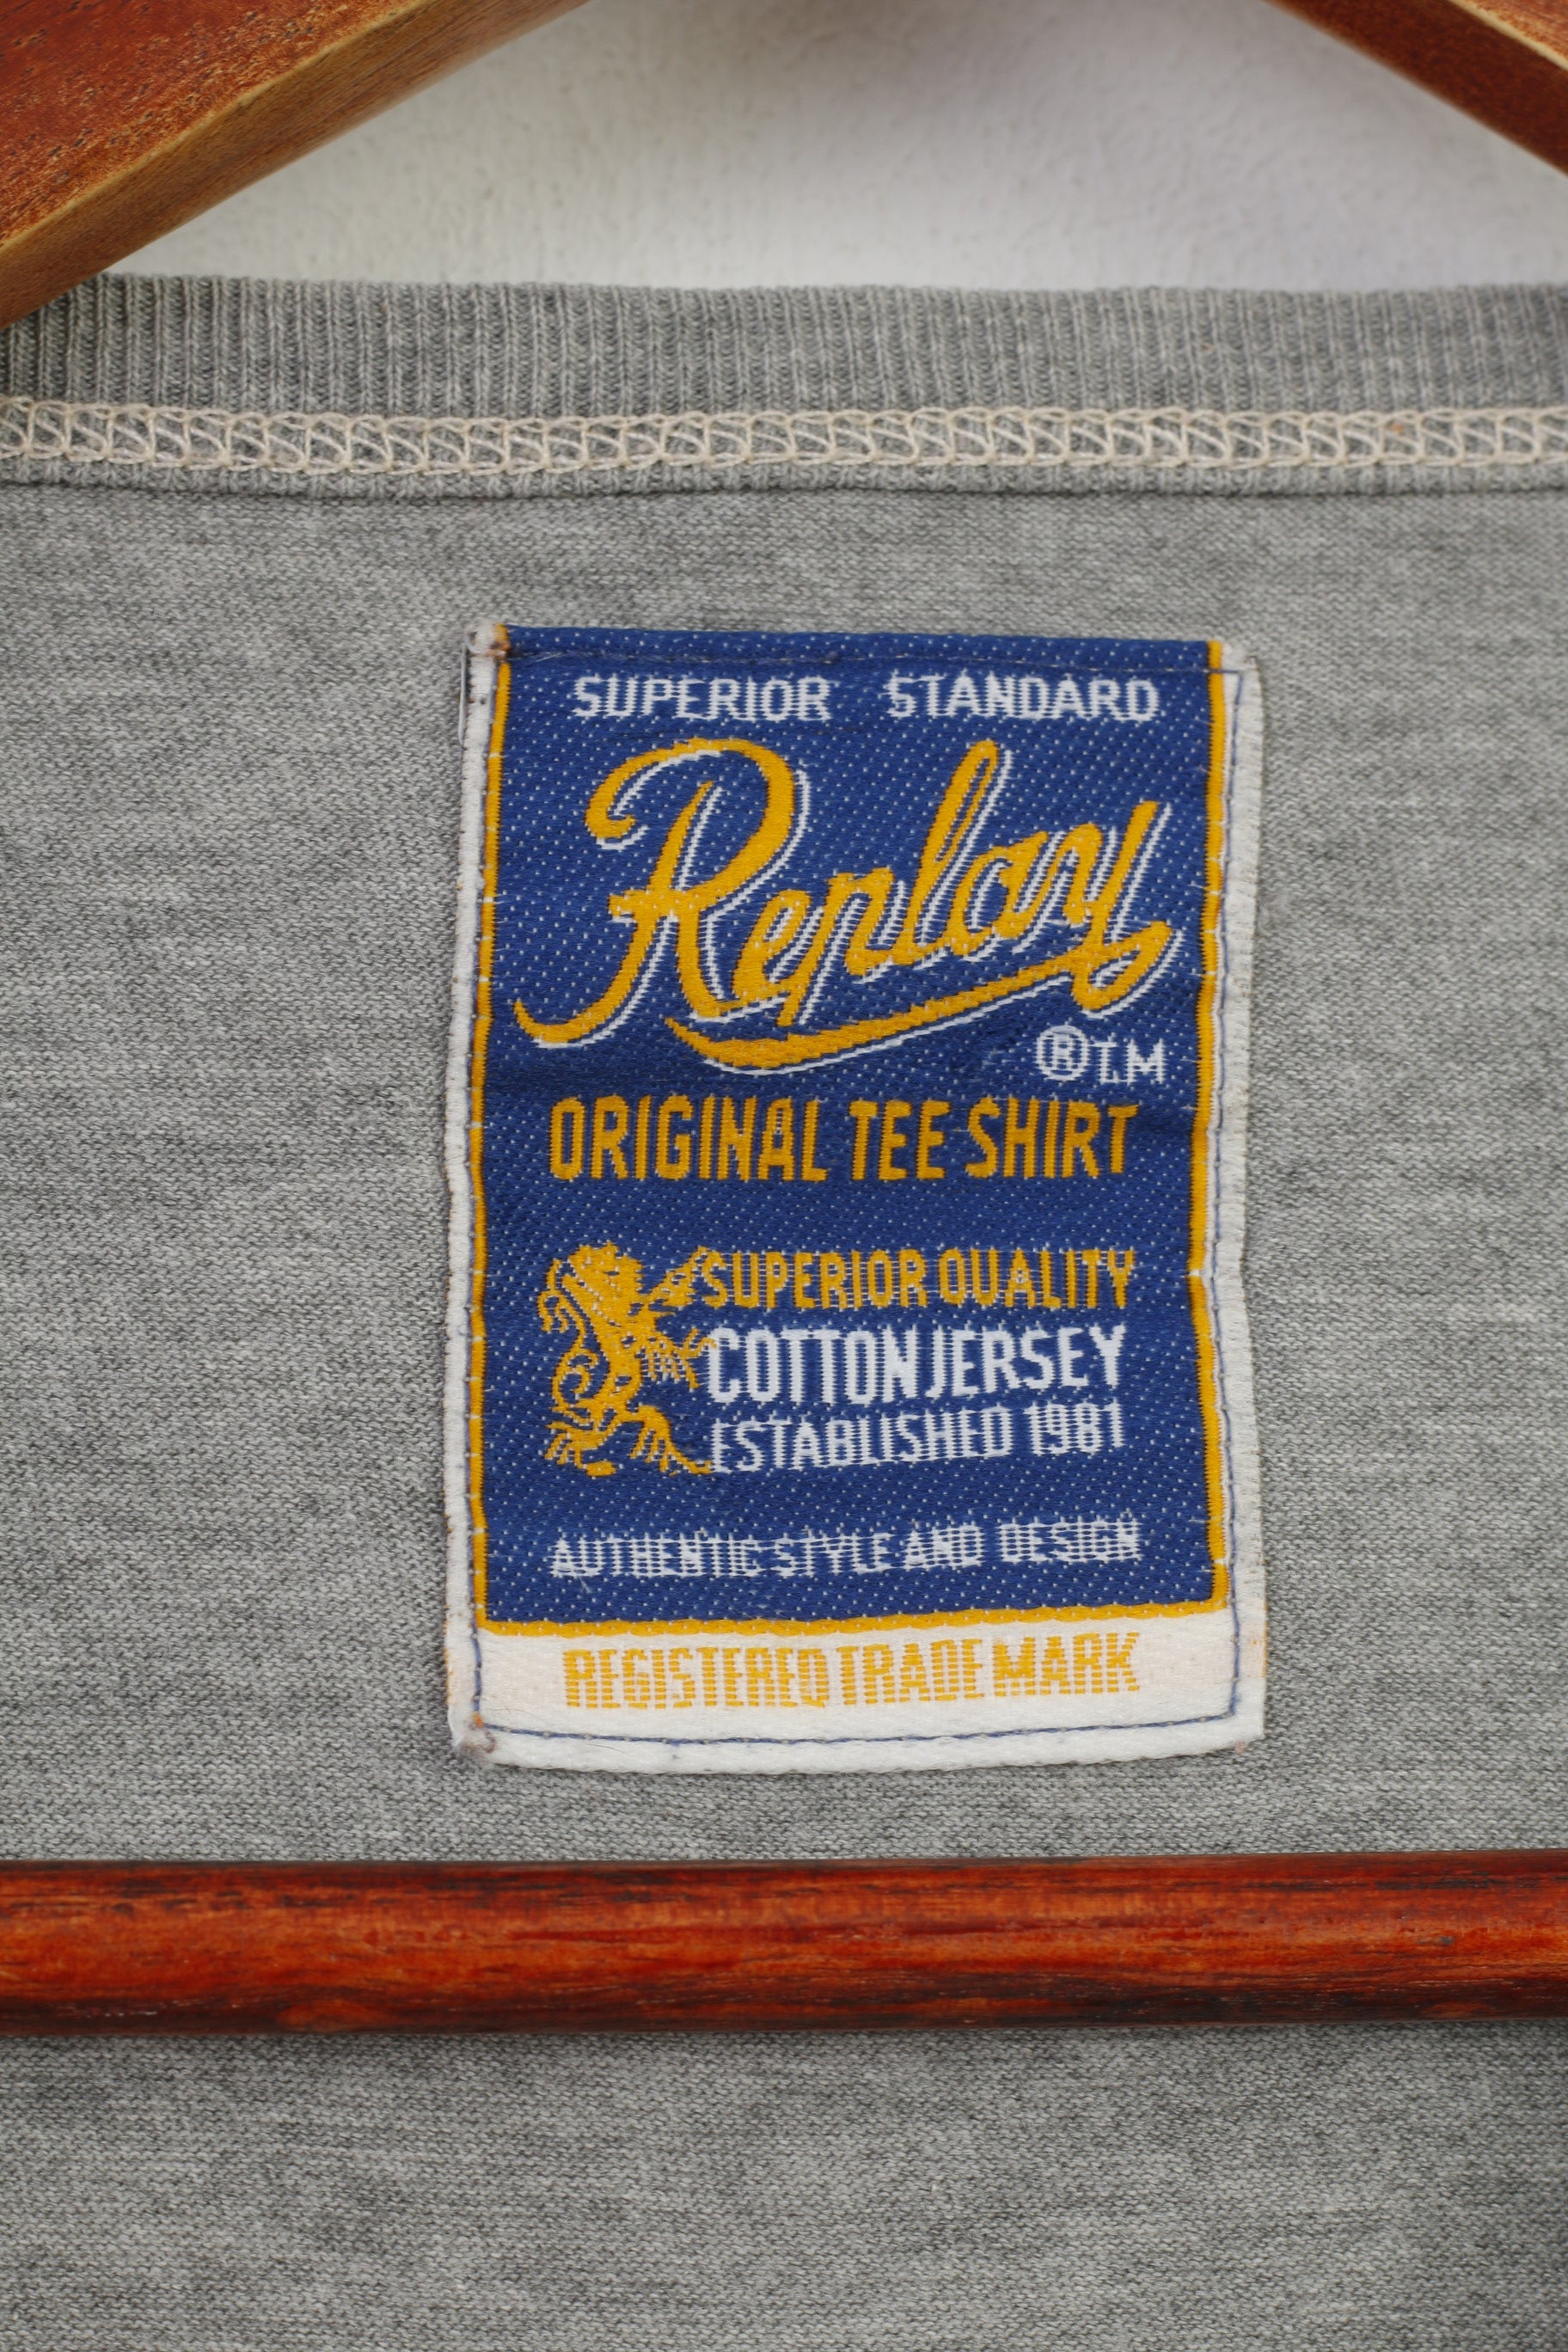 SUPERIOR STANDARD
Replay
® T.M
ORIGINAL TEE SHIRT
SUPERIOR QUALITY
COTTON JERSEY
ESTABLISHED 1981
AUTHENTIC STYLE AND DESIGN
REGISTERED TRADE MARK